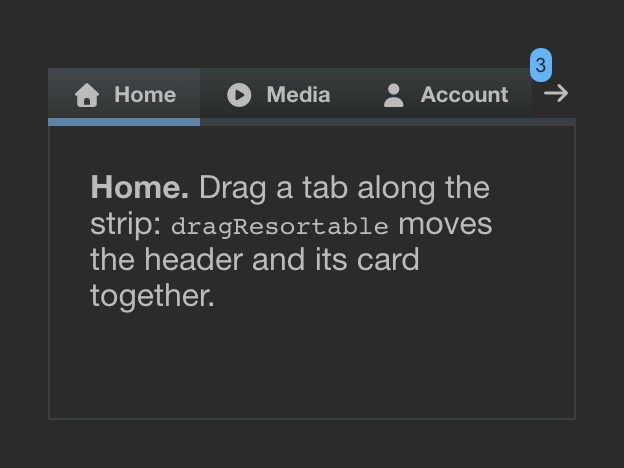 3
Home Media Account
Home. Drag a tab along the
strip: dragResortable moves
the header and its card
together.